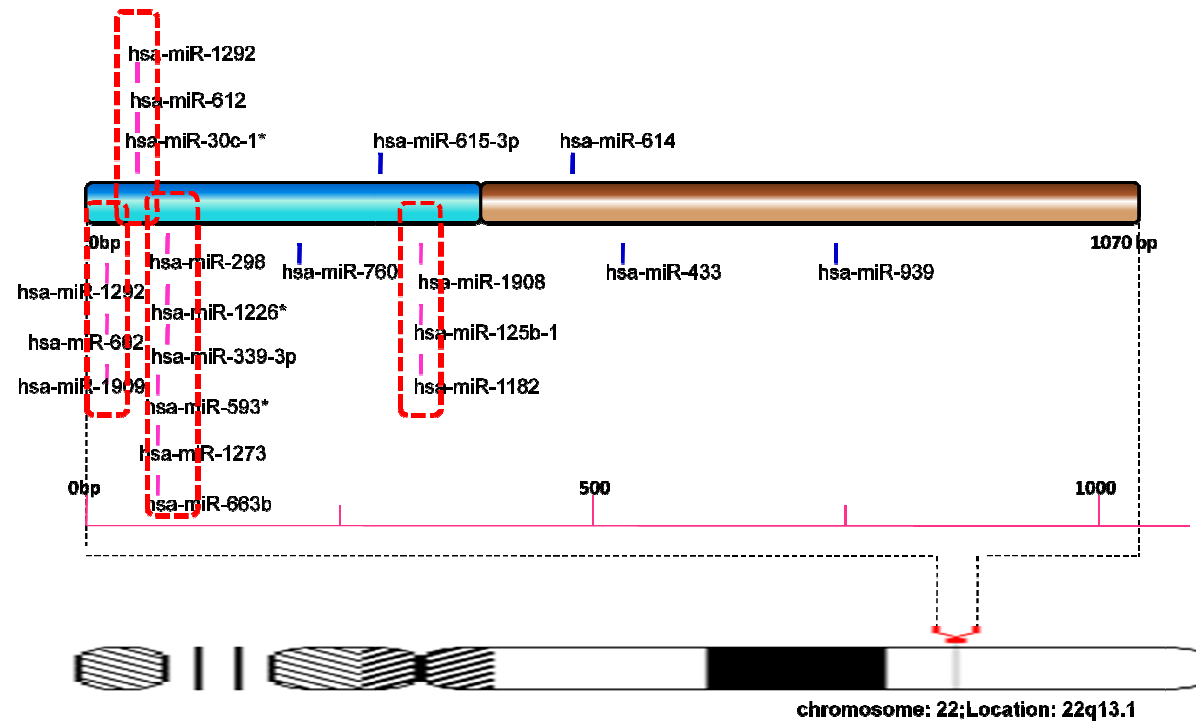 hsa-miR-1292
hsa-miR-612
hsa-miR-30c-1*
hsa-miR-615-3p
hsa-miR-614
0bp
1070 bp
hsa-miR-298
hsa-miR-760
hsa-miR-1908
hsa-miR-433
hsa-miR-939
hsa-miR-1292
hsa-miR-1226*
hsa-miR-125b-1
hsa-miR-602
hsa-miR-339-3p
hsa-miR-1909
hsa-miR-1182
hsa-miR-593*
hsa-miR-1273
0bp
500
1000
hsa-miR-663b
chromosome: 22;Location: 22q13.1